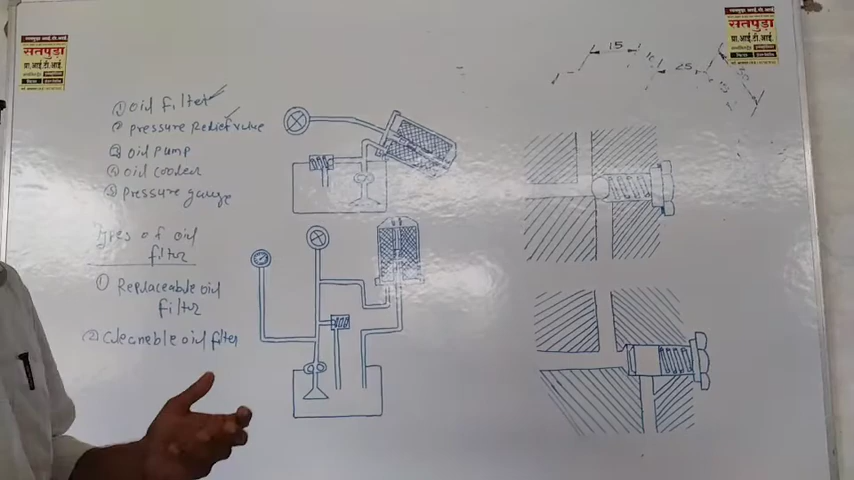 सतपुड़ा
प्रा.आई.टी.आई.
① oil filter
② Pressure Relief valve
③ oil pump
④ oil cooler
⑤ pressure gauge
Types of oil
filter
① Replaceable oil
filter
② Cleanable oil filter
सतपुड़ा
प्रा.आई.टी.आई.
15
25